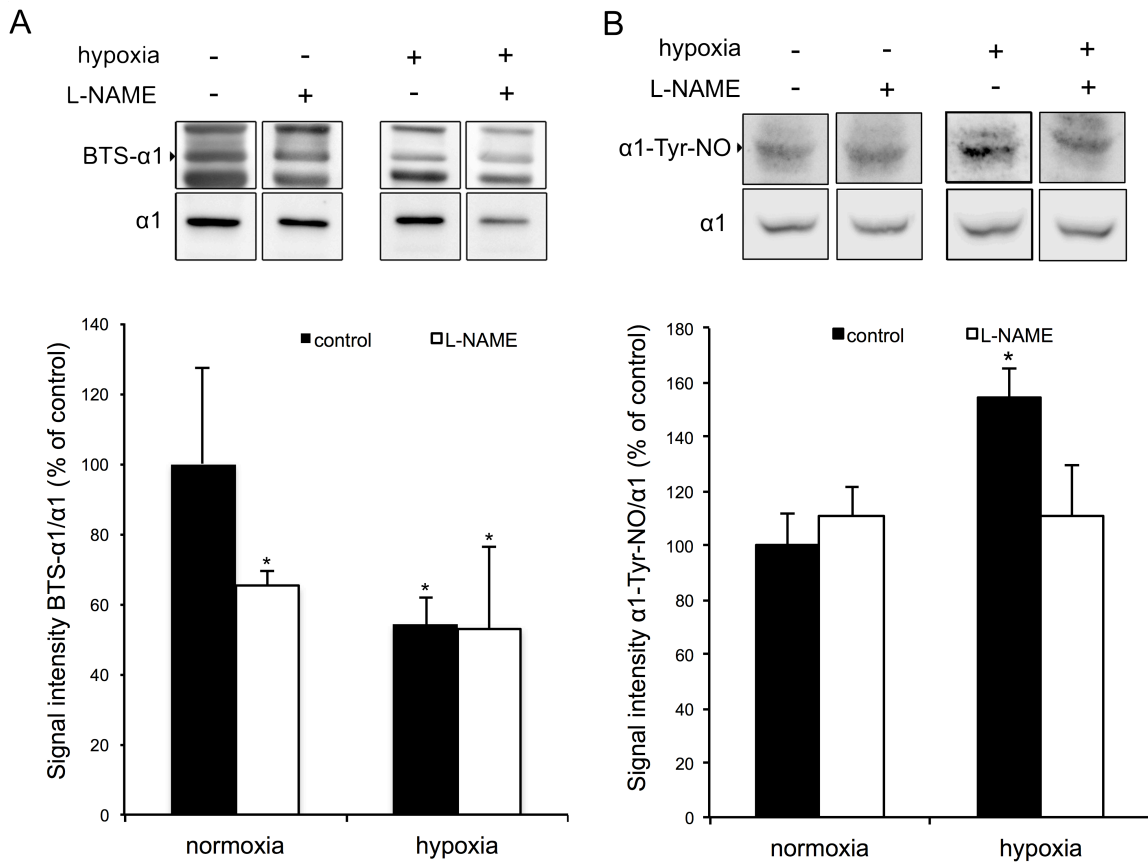 A
hypoxia - - + +
L-NAME - + - +
BTS-α1
α1
Signal intensity BTS-α1/α1 (% of control)
140
120
100
80
60
40
20
0
control L-NAME
*
*
*
normoxia hypoxia
B
hypoxia - - + +
L-NAME - + - +
α1-Tyr-NO
α1
Signal intensity α1-Tyr-NO/α1 (% of control)
180
160
140
120
100
80
60
40
20
0
control L-NAME
*
normoxia hypoxia